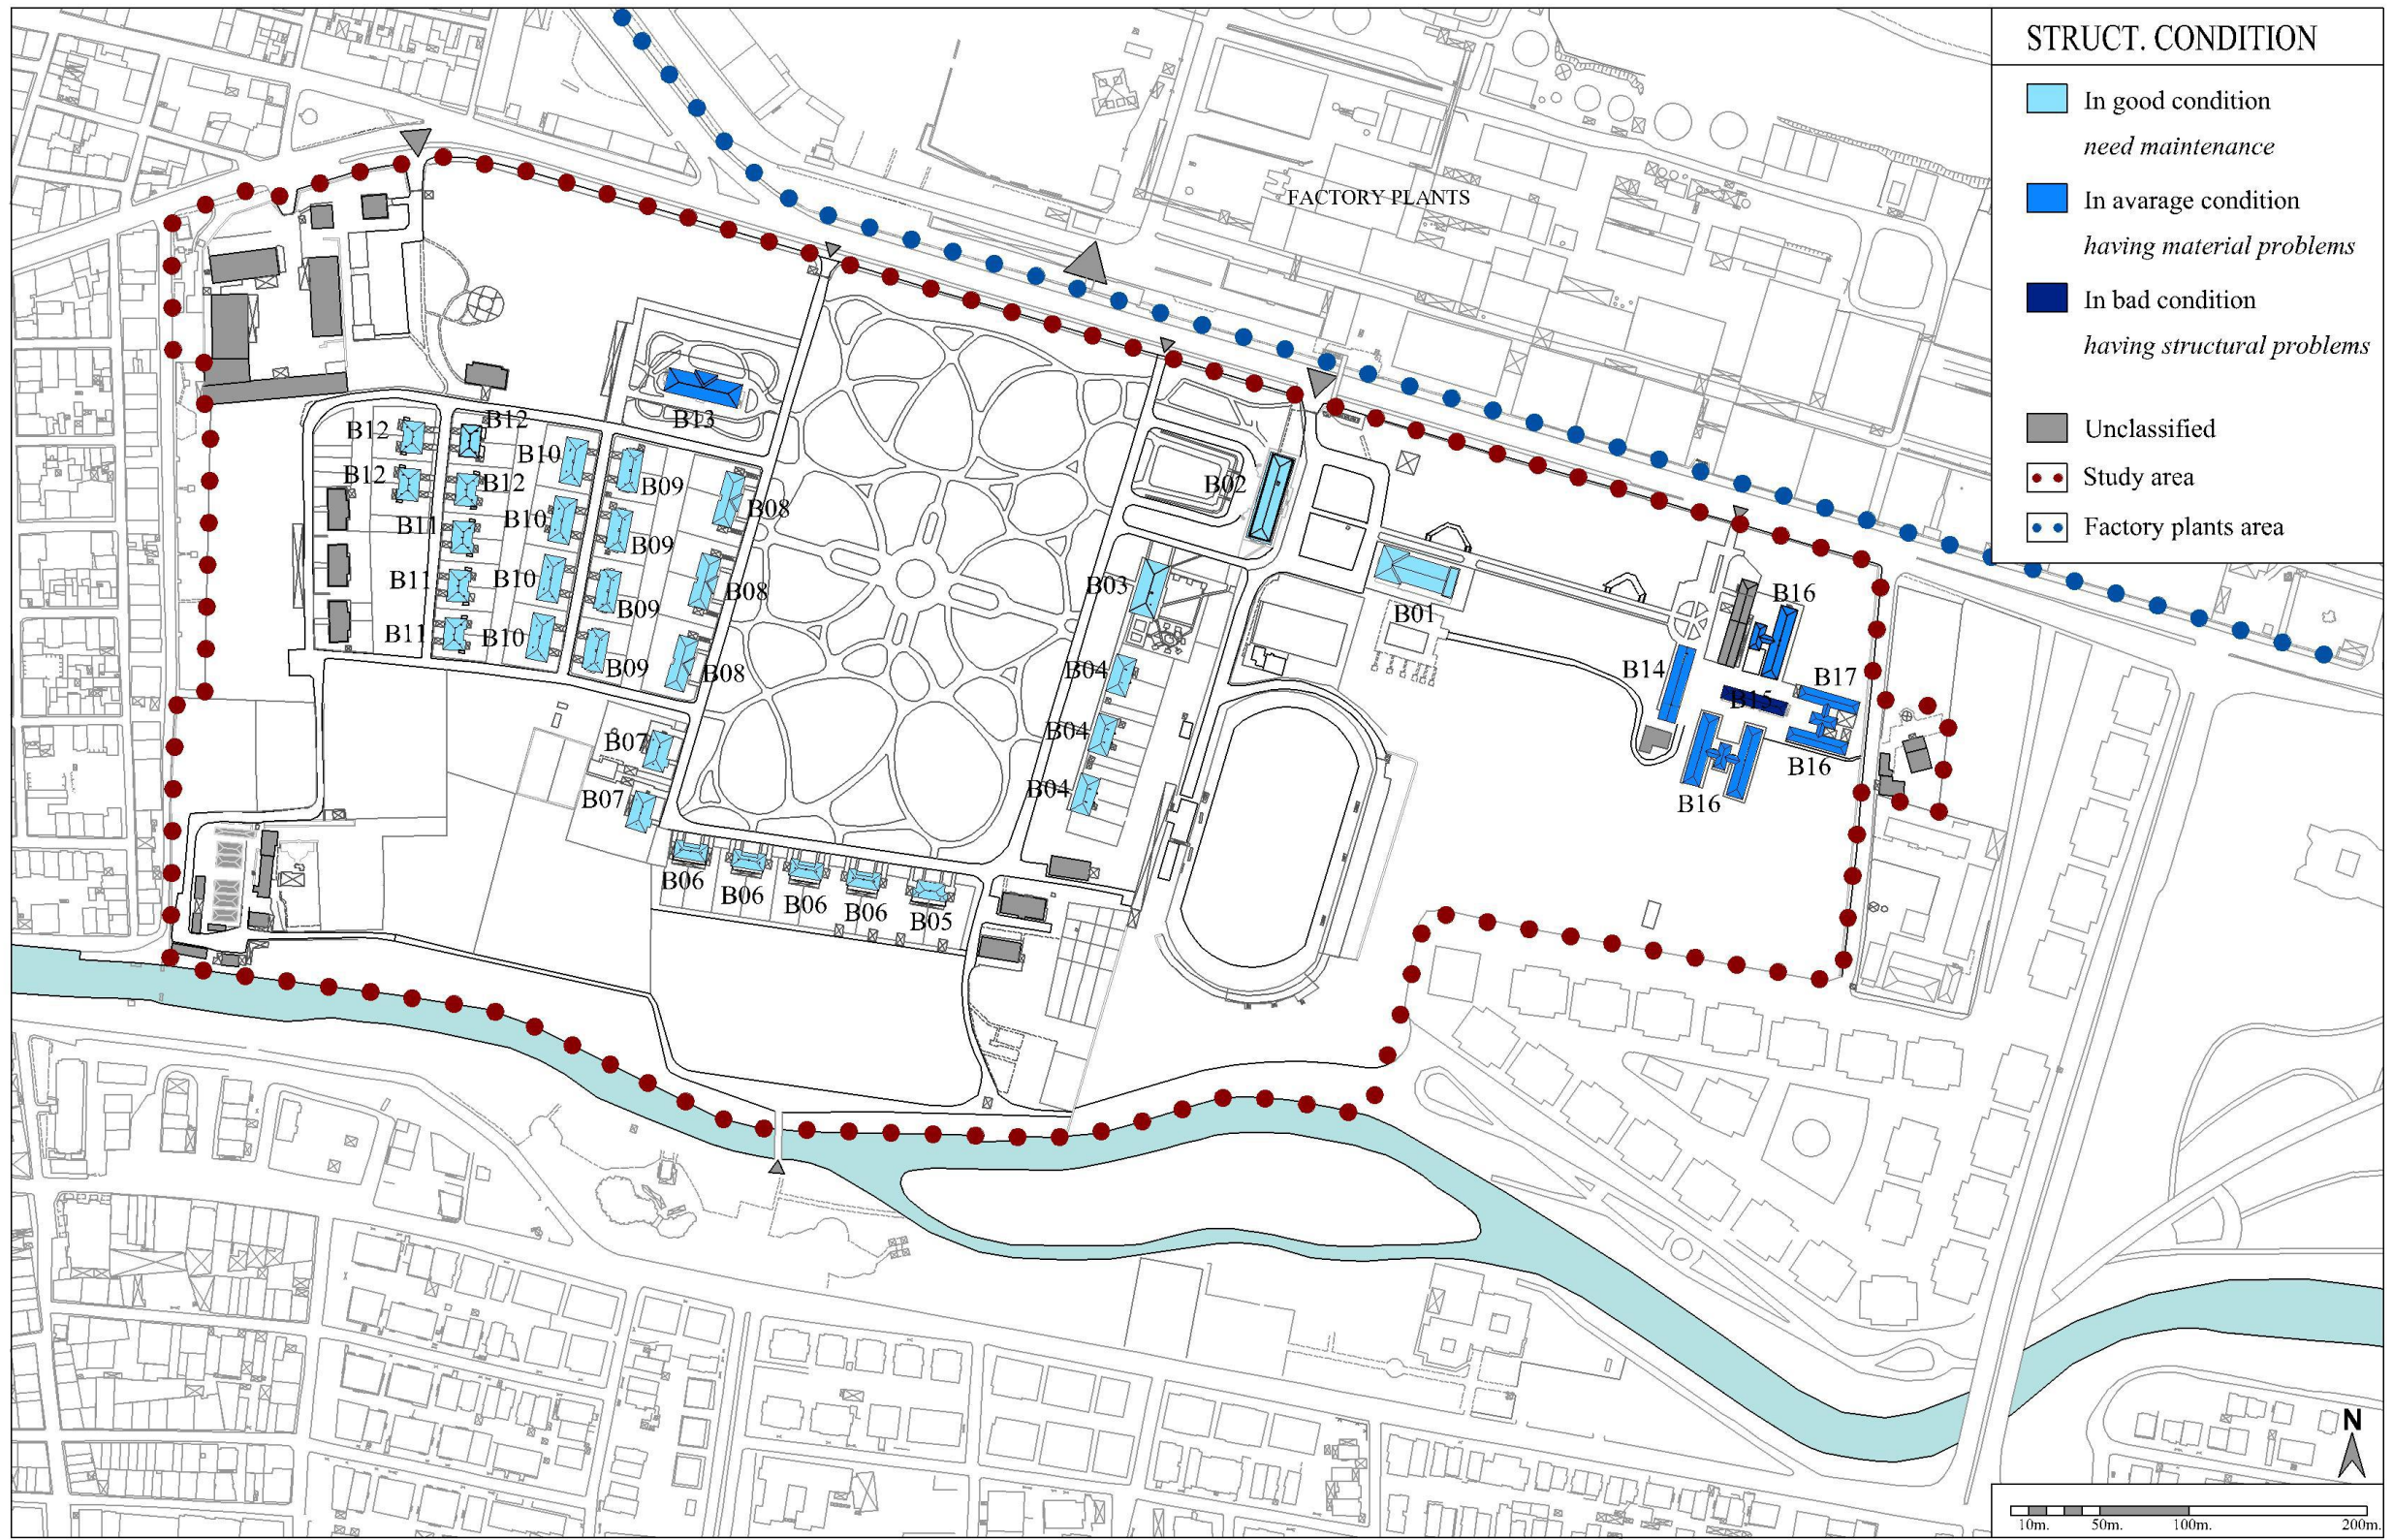 STRUCT. CONDITION
In good condition
need maintenance
In avarage condition
having material problems
In bad condition
having structural problems
Unclassified
Study area
Factory plants area
FACTORY PLANTS
B13
B12
B12
B12
B12
B10
B09
B08
B02
B11
B10
B09
B11
B10
B09
B08
B03
B01
B16
B11
B10
B09
B08
B04
B14
B17
B15
B07
B04
B16
B07
B04
B16
B06
B06
B06
B06
B05
N
10m.
50m.
100m.
200m.